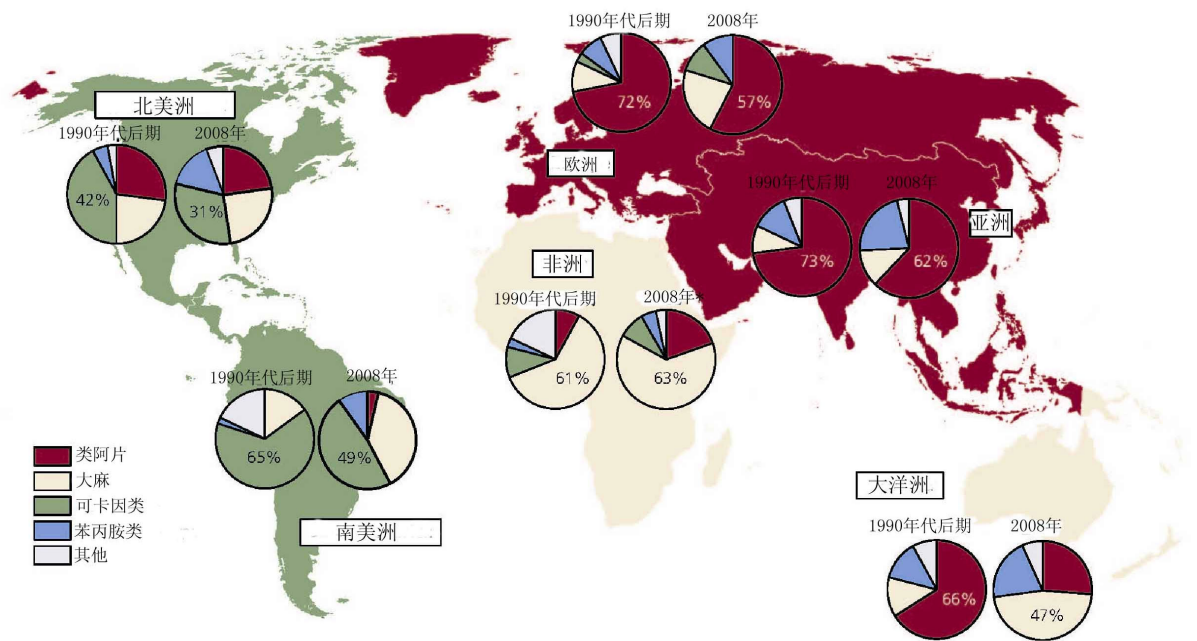 1990年代后期
2008年
72%
57%
欧洲
北美洲
1990年代后期
2008年
42%
31%
1990年代后期
2008年
亚洲
73%
62%
非洲
1990年代后期
2008年
61%
63%
1990年代后期
2008年
65%
49%
南美洲
类阿片
大麻
可卡因类
苯丙胺类
其他
大洋洲
1990年代后期
2008年
66%
47%